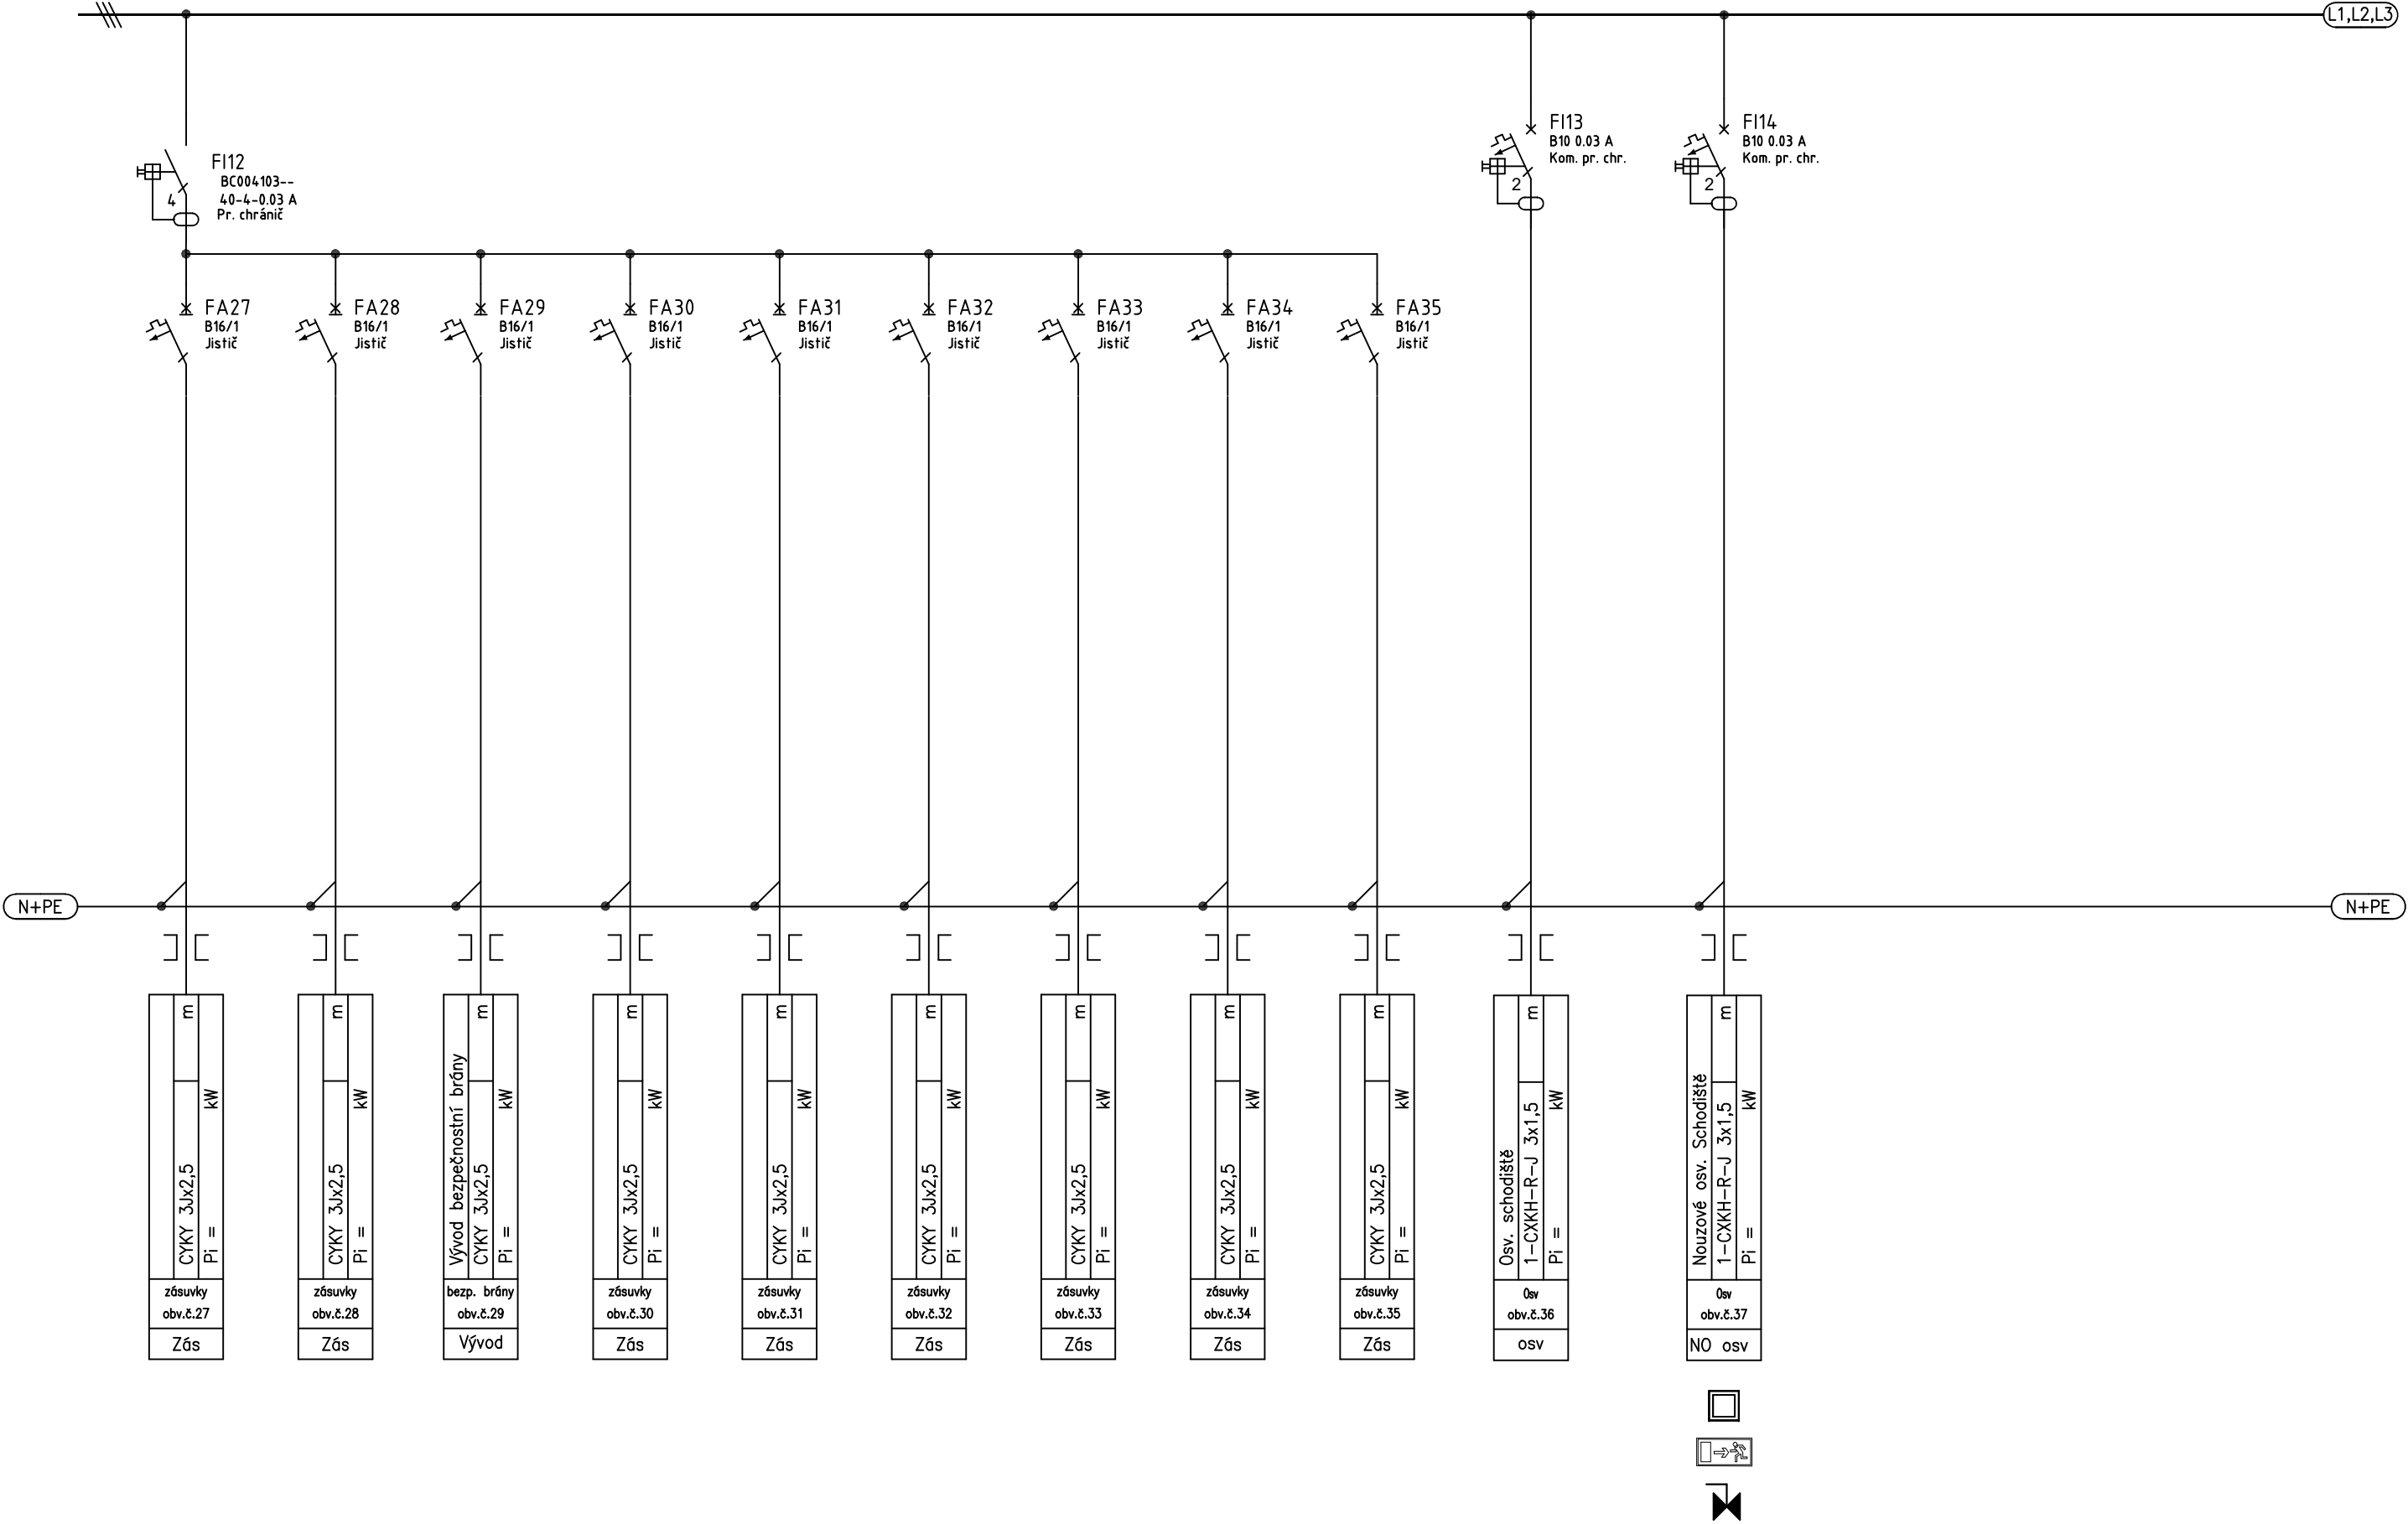 L1,L2,L3
FI12
BC004103--
40-4-0.03 A
Pr. chránič
4
FI13
B10 0.03 A
Kom. pr. chr.
2
FI14
B10 0.03 A
Kom. pr. chr.
2
FA27
B16/1
Jistič
FA28
B16/1
Jistič
FA29
B16/1
Jistič
FA30
B16/1
Jistič
FA31
B16/1
Jistič
FA32
B16/1
Jistič
FA33
B16/1
Jistič
FA34
B16/1
Jistič
FA35
B16/1
Jistič
N+PE
N+PE
CYKY 3Jx2,5 m
Pi = kW
zásuvky
obv.č.27
Zás
CYKY 3Jx2,5 m
Pi = kW
zásuvky
obv.č.28
Zás
Vývod bezpečnostní brány
CYKY 3Jx2,5 m
Pi = kW
bezp. brány
obv.č.29
Vývod
CYKY 3Jx2,5 m
Pi = kW
zásuvky
obv.č.30
Zás
CYKY 3Jx2,5 m
Pi = kW
zásuvky
obv.č.31
Zás
CYKY 3Jx2,5 m
Pi = kW
zásuvky
obv.č.32
Zás
CYKY 3Jx2,5 m
Pi = kW
zásuvky
obv.č.33
Zás
CYKY 3Jx2,5 m
Pi = kW
zásuvky
obv.č.34
Zás
CYKY 3Jx2,5 m
Pi = kW
zásuvky
obv.č.35
Zás
Osv. schodiště
1-CXKH-R-J 3x1,5 m
Pi = kW
Osv
obv.č.36
osv
Nouzové osv. Schodiště
1-CXKH-R-J 3x1,5 m
Pi = kW
Osv
obv.č.37
NO osv